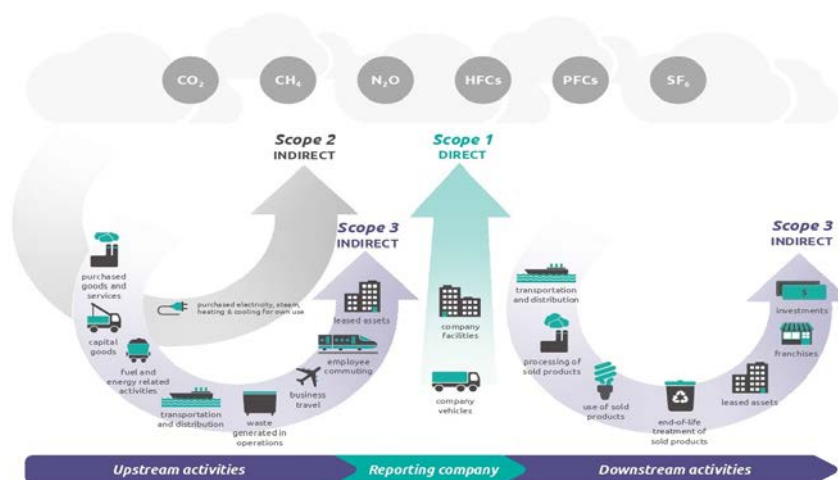 CO₂
CH₄
N₂O
HFCs
PFCs
SF₆
Scope 2
INDIRECT
Scope 1
DIRECT
Scope 3
INDIRECT
Scope 3
INDIRECT
purchased
goods and
services
capital
goods
fuel and
energy related
activities
purchased electricity, steam,
heating & cooling for own use
transportation
and distribution
waste
generated in
operations
business
travel
employee
commuting
leased assets
company
facilities
company
vehicles
transportation
and distribution
processing of
sold products
use of sold
products
end-of-life
treatment of
sold products
leased assets
franchises
$
investments
Upstream activities
Reporting company
Downstream activities